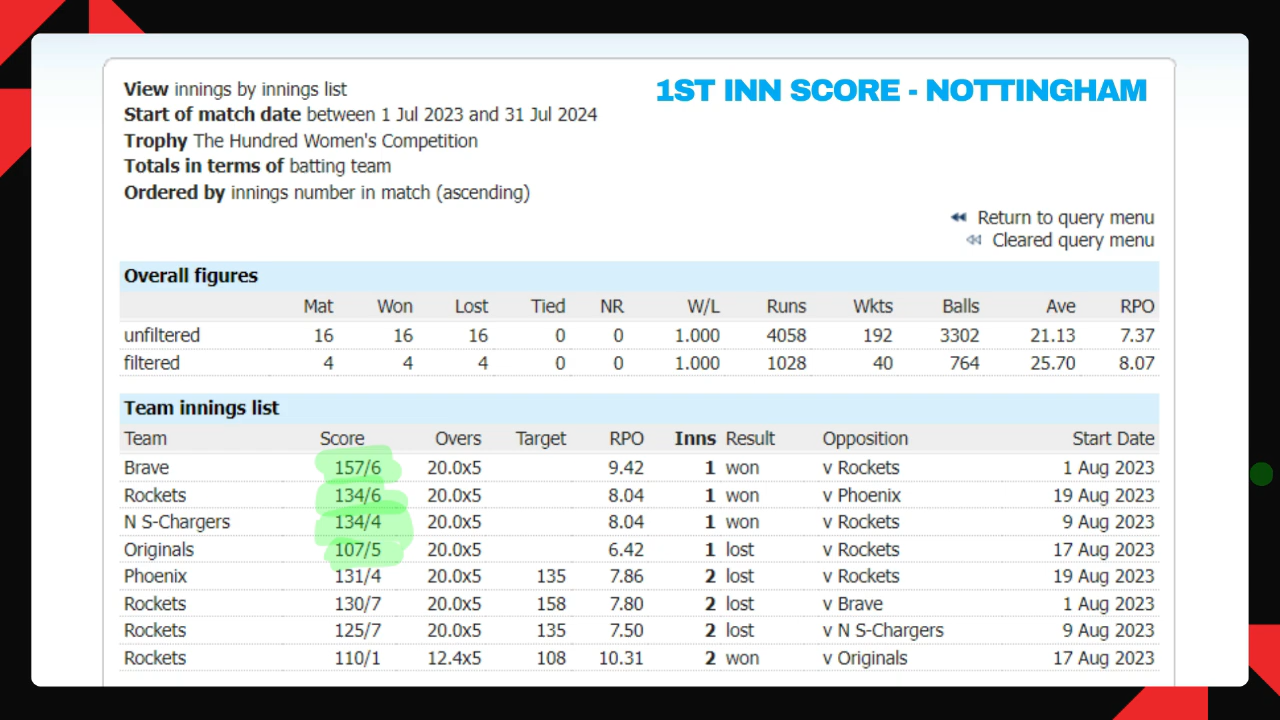 1ST INN SCORE - NOTTINGHAM
View innings by innings list
Start of match date between 1 Jul 2023 and 31 Jul 2024
Trophy The Hundred Women's Competition
Totals in terms of batting team
Ordered by innings number in match (ascending)
Return to query menu
Cleared query menu
Overall figures
Mat Won Lost Tied NR W/L Runs Wkts Balls Ave RPO
unfiltered 16 16 16 0 0 1.000 4058 192 3302 21.13 7.37
filtered 4 4 4 0 0 1.000 1028 40 764 25.70 8.07
Team innings list
Team Score Overs Target RPO Inns Result Opposition Start Date
Brave 157/6 20.0x5 9.42 1 won v Rockets 1 Aug 2023
Rockets 134/6 20.0x5 8.04 1 won v Phoenix 19 Aug 2023
N S-Chargers 134/4 20.0x5 8.04 1 won v Rockets 9 Aug 2023
Originals 107/5 20.0x5 6.42 1 lost v Rockets 17 Aug 2023
Phoenix 131/4 20.0x5 135 7.86 2 lost v Rockets 19 Aug 2023
Rockets 130/7 20.0x5 158 7.80 2 lost v Brave 1 Aug 2023
Rockets 125/7 20.0x5 135 7.50 2 lost v N S-Chargers 9 Aug 2023
Rockets 110/1 12.4x5 108 10.31 2 won v Originals 17 Aug 2023